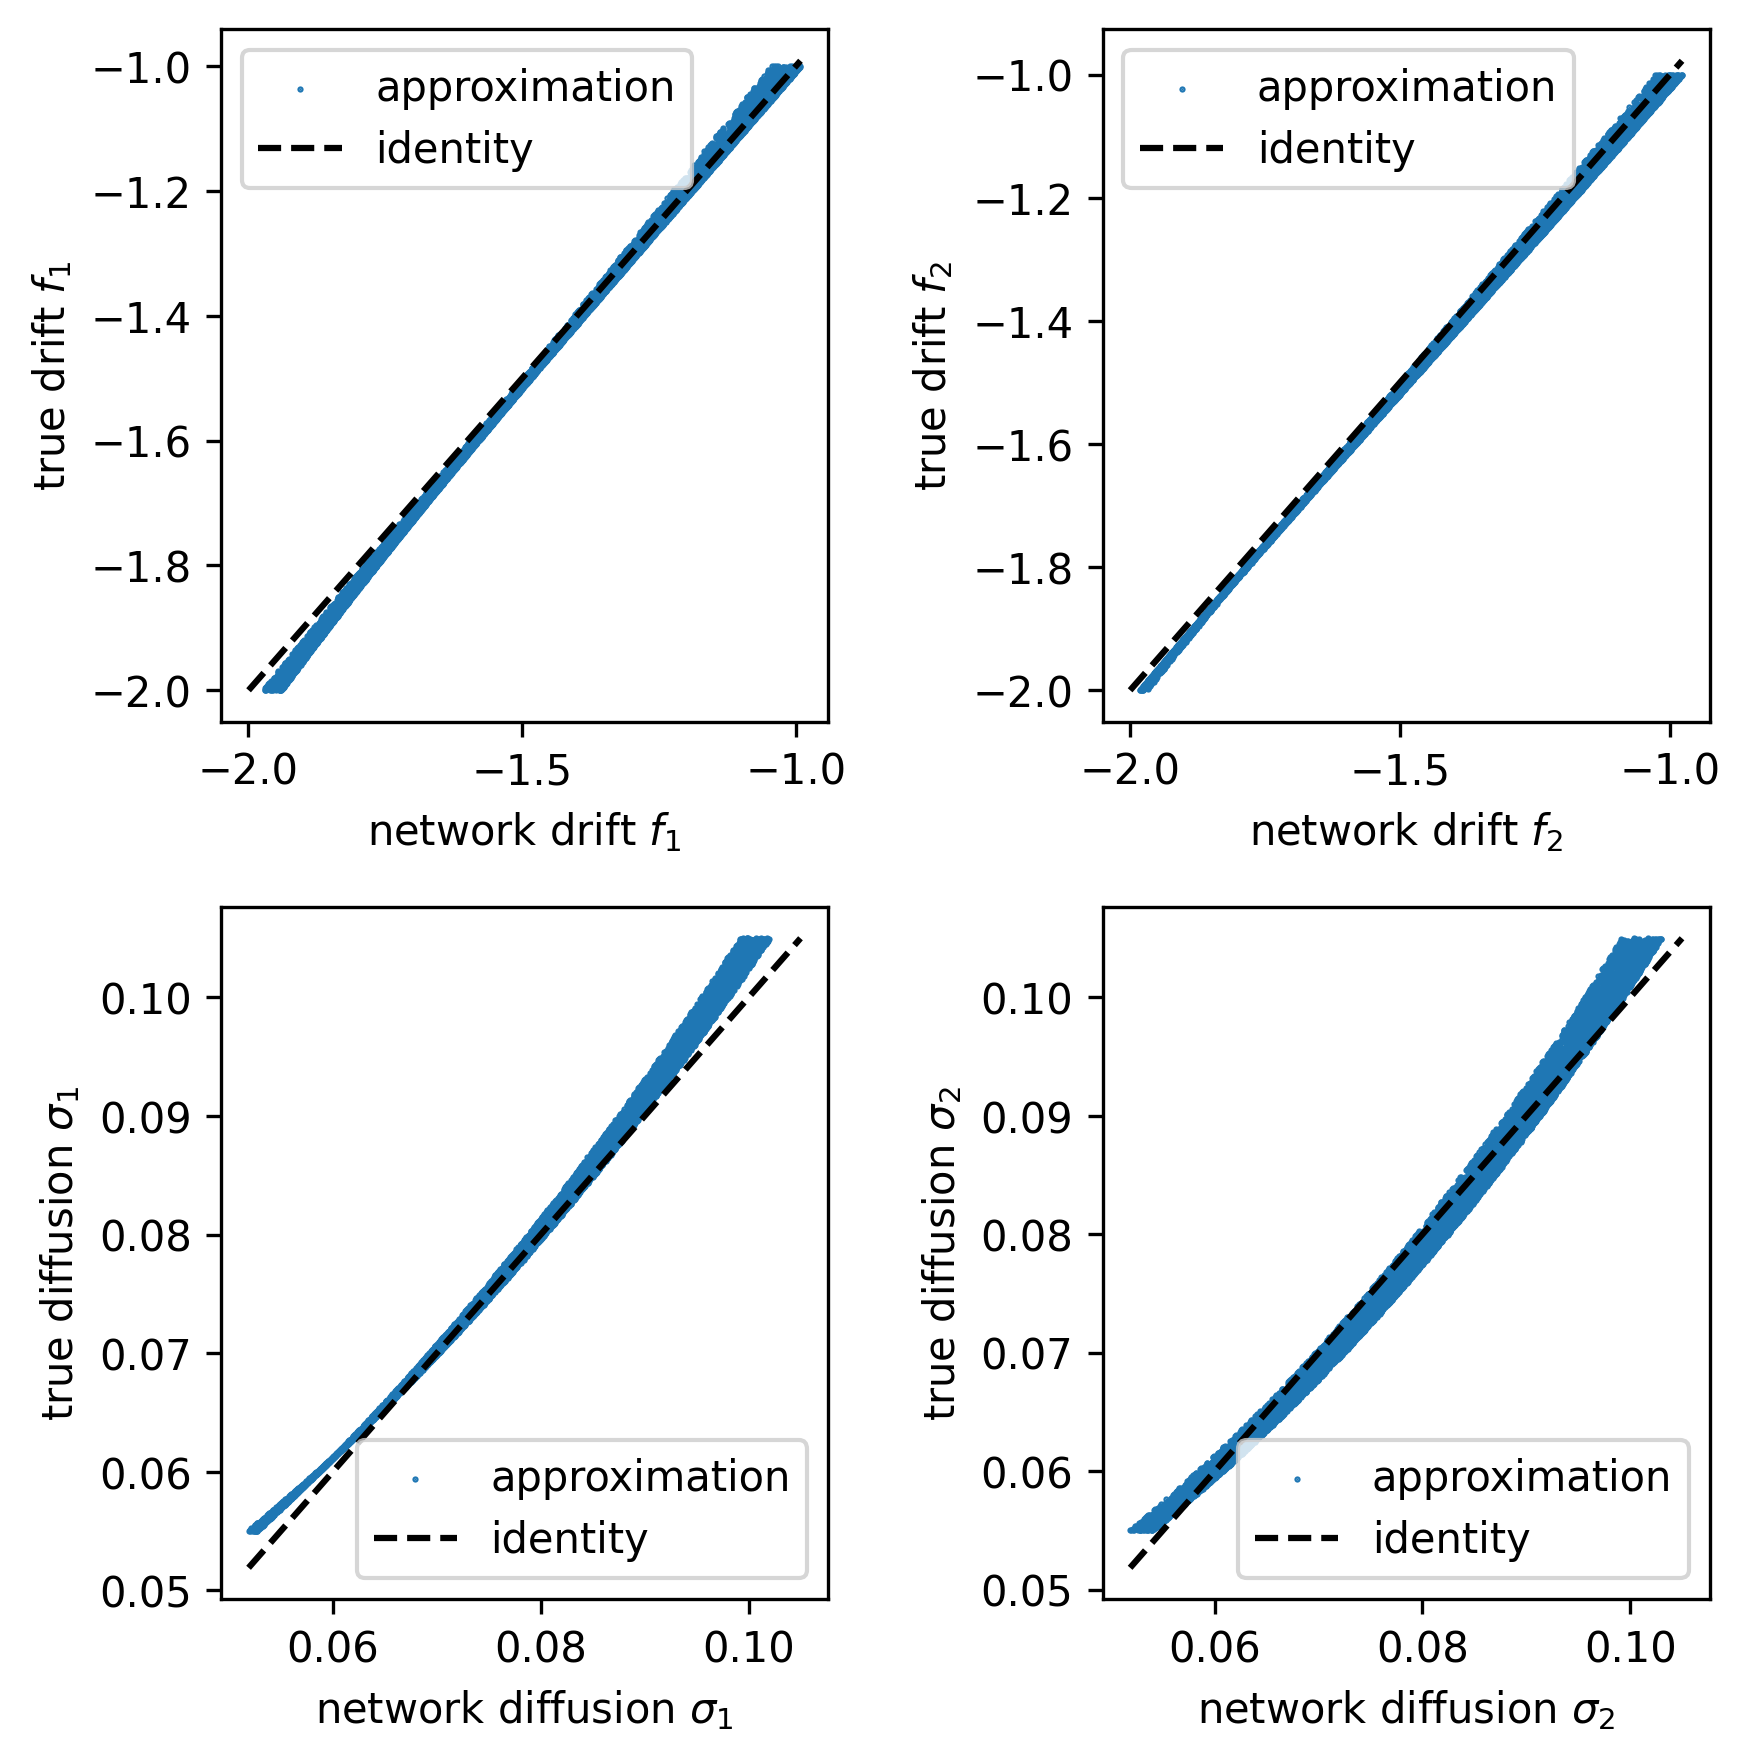 approximation
identity
−1.0
−1.2
−1.4
−1.6
−1.8
−2.0
true drift f₁
−2.0 −1.5 −1.0
network drift f₁
approximation
identity
−1.0
−1.2
−1.4
−1.6
−1.8
−2.0
true drift f₂
−2.0 −1.5 −1.0
network drift f₂
0.10
0.09
0.08
0.07
0.06
0.05
true diffusion σ₁
approximation
identity
0.06 0.08 0.10
network diffusion σ₁
0.10
0.09
0.08
0.07
0.06
0.05
true diffusion σ₂
approximation
identity
0.06 0.08 0.10
network diffusion σ₂